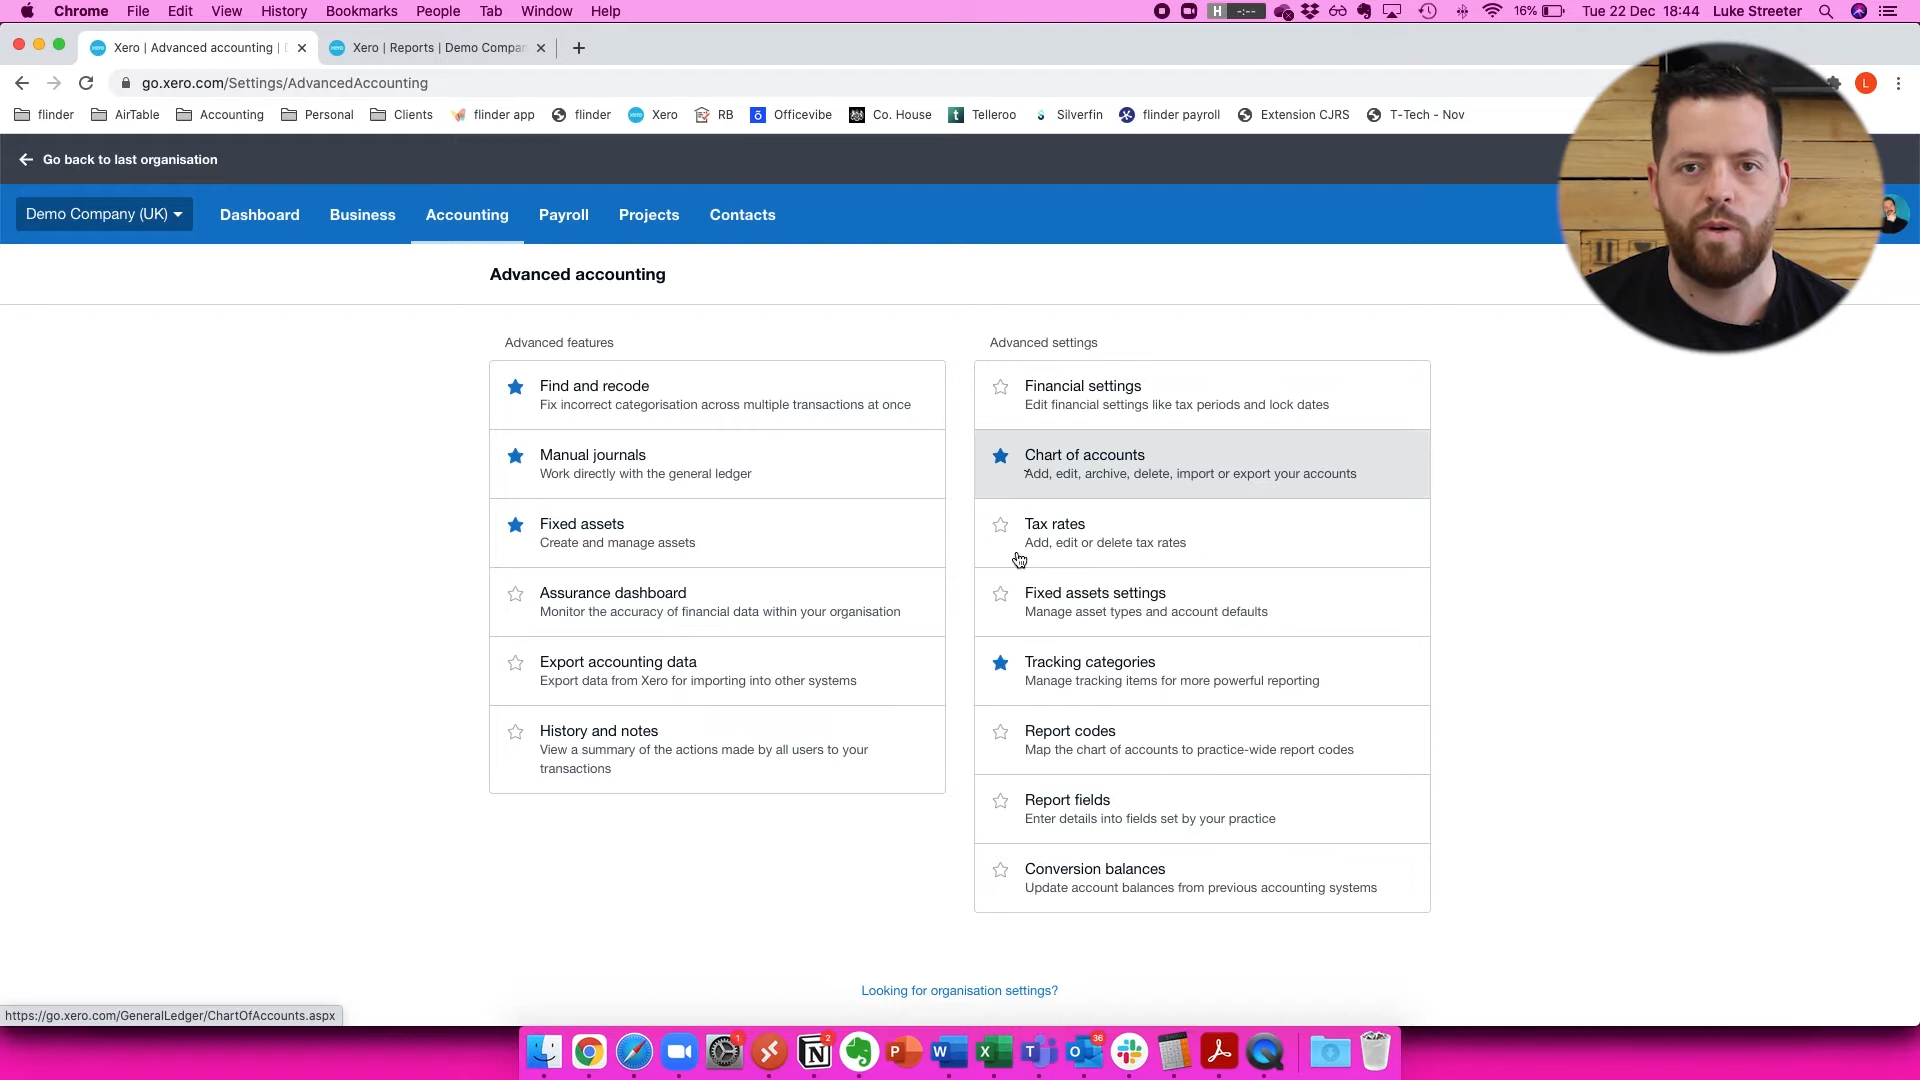 Chrome File Edit View History Bookmarks People Tab Window Help
H -:-- 16% Tue 22 Dec 18:44 Luke Streeter
Xero | Advanced accounting |
Xero | Reports | Demo Compan
go.xero.com/Settings/AdvancedAccounting
L
flinder AirTable Accounting Personal Clients flinder app flinder Xero RB Officevibe Co. House Telleroo Silverfin flinder payroll Extension CJRS T-Tech - Nov
Go back to last organisation
Demo Company (UK) Dashboard Business Accounting Payroll Projects Contacts
Advanced accounting
Advanced features
Find and recode
Fix incorrect categorisation across multiple transactions at once
Manual journals
Work directly with the general ledger
Fixed assets
Create and manage assets
Assurance dashboard
Monitor the accuracy of financial data within your organisation
Export accounting data
Export data from Xero for importing into other systems
History and notes
View a summary of the actions made by all users to your
transactions
Advanced settings
Financial settings
Edit financial settings like tax periods and lock dates
Chart of accounts
Add, edit, archive, delete, import or export your accounts
Tax rates
Add, edit or delete tax rates
Fixed assets settings
Manage asset types and account defaults
Tracking categories
Manage tracking items for more powerful reporting
Report codes
Map the chart of accounts to practice-wide report codes
Report fields
Enter details into fields set by your practice
Conversion balances
Update account balances from previous accounting systems
Looking for organisation settings?
https://go.xero.com/GeneralLedger/ChartOfAccounts.aspx
1 2 36